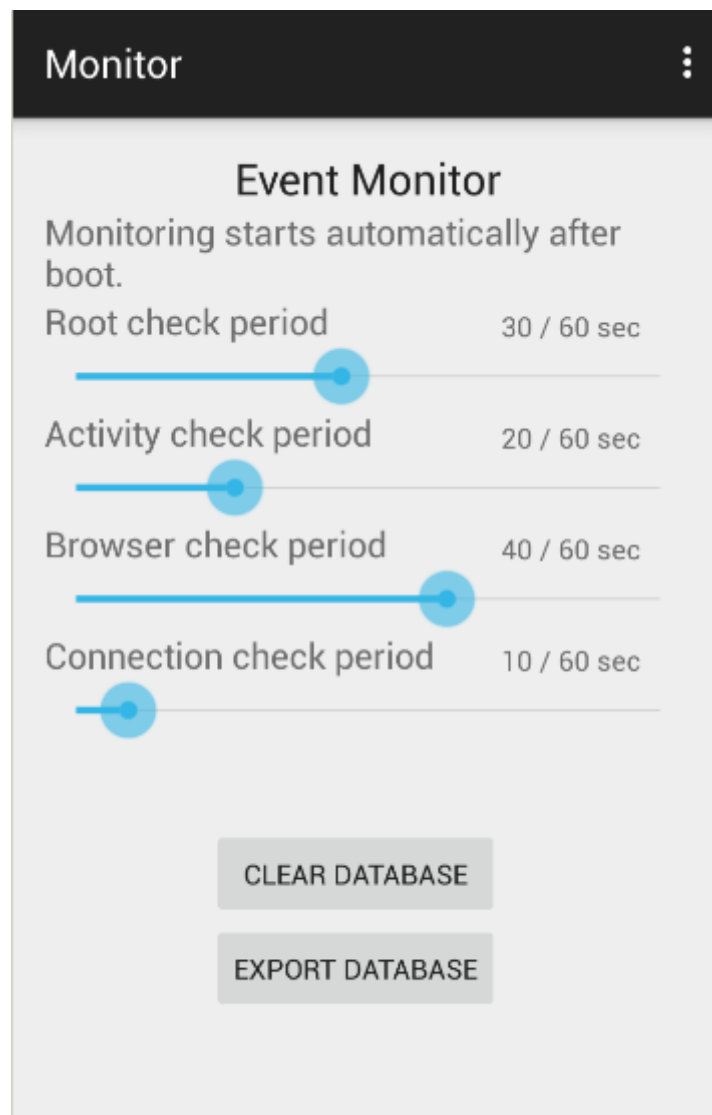 Monitor
Event Monitor
Monitoring starts automatically after
boot.
Root check period 30 / 60 sec
Activity check period 20 / 60 sec
Browser check period 40 / 60 sec
Connection check period 10 / 60 sec
CLEAR DATABASE
EXPORT DATABASE